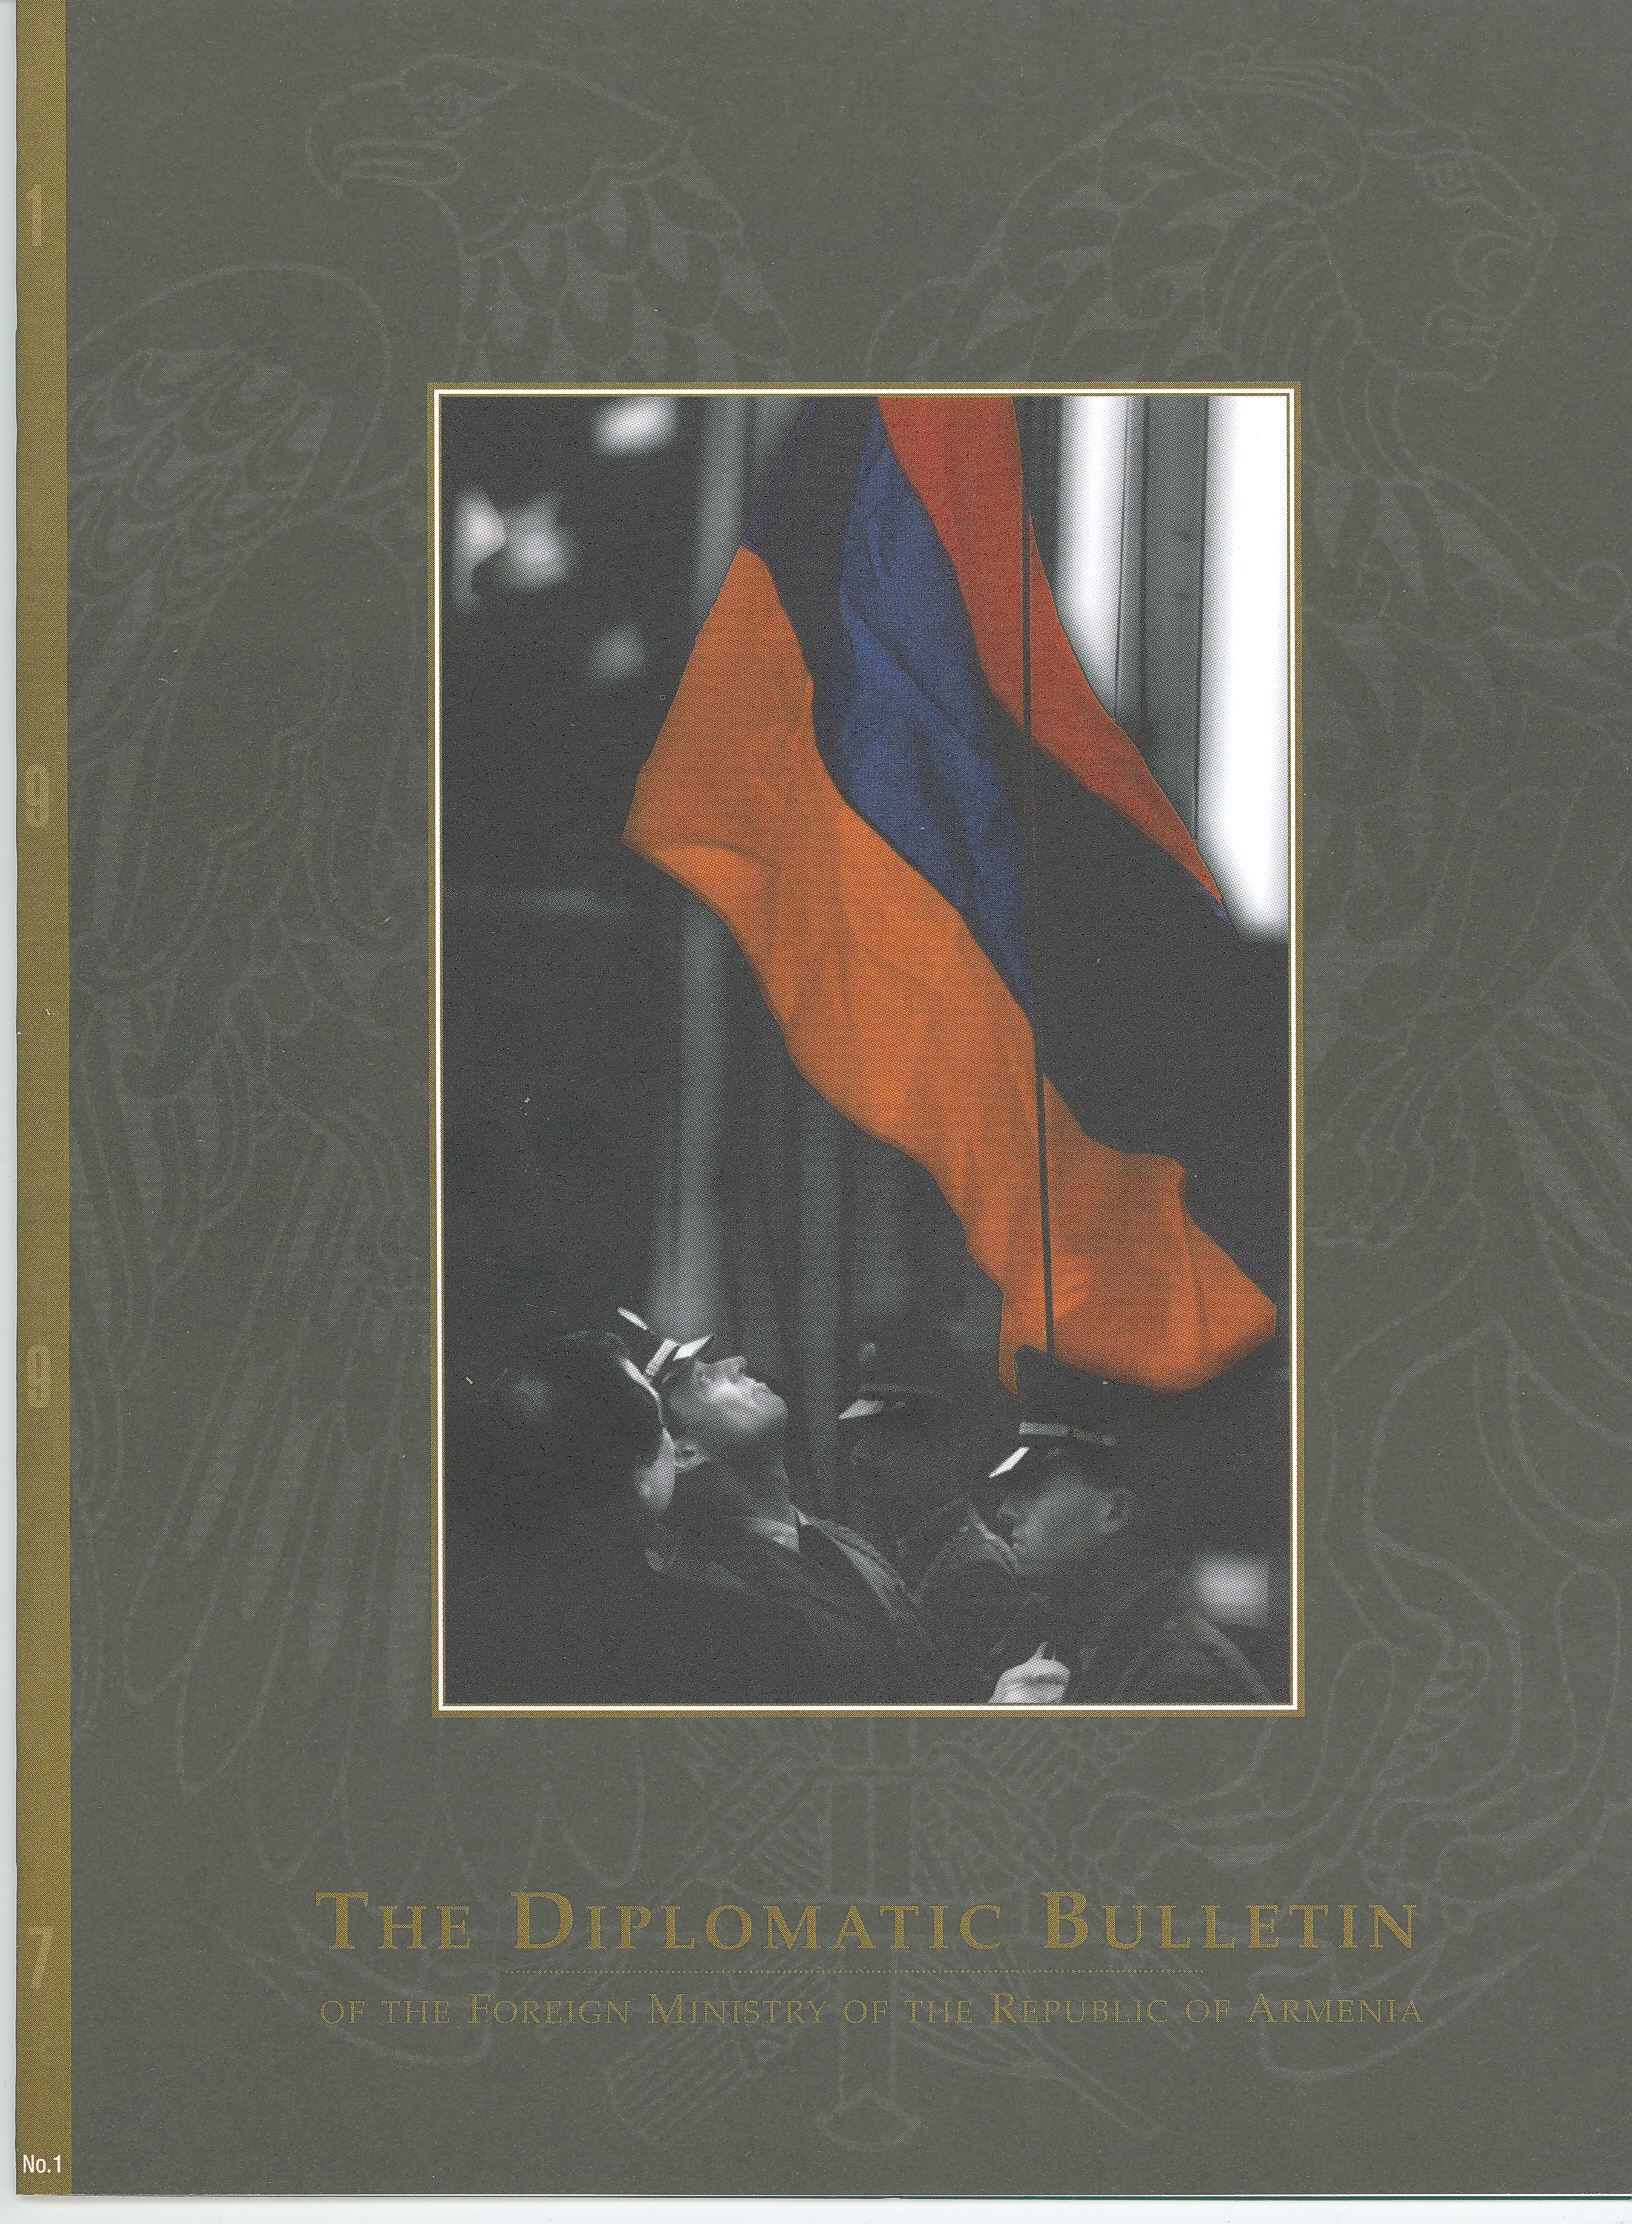 1
9
9
7
No.1
THE DIPLOMATIC BULLETIN
OF THE FOREIGN MINISTRY OF THE REPUBLIC OF ARMENIA